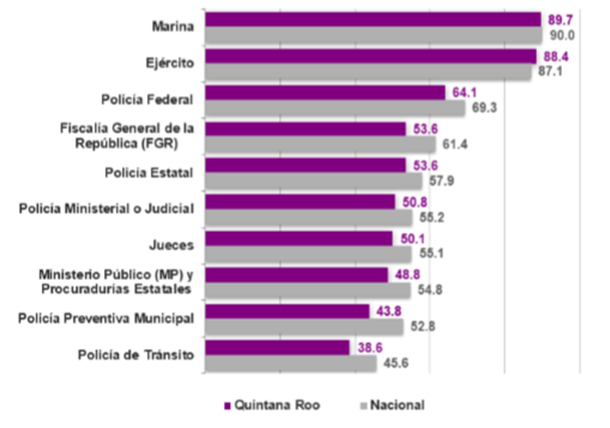 Marina
89.7
90.0
Ejército
88.4
87.1
Policía Federal
64.1
69.3
Fiscalía General de la
República (FGR)
53.6
61.4
Policía Estatal
53.6
57.9
Policía Ministerial o Judicial
50.8
55.2
Jueces
50.1
55.1
Ministerio Público (MP) y
Procuradurías Estatales
48.8
54.8
Policía Preventiva Municipal
43.8
52.8
Policía de Tránsito
38.6
45.6
Quintana Roo Nacional